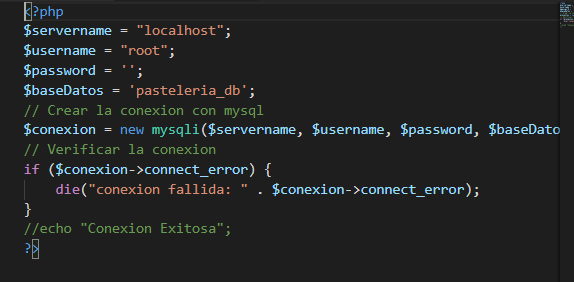 <?php
$servername = "localhost";
$username = "root";
$password = '';
$baseDatos = 'pasteleria_db';
// Crear la conexion con mysql
$conexion = new mysqli($servername, $username, $password, $baseDato
// Verificar la conexion
if ($conexion->connect_error) {
    die("conexion fallida: " . $conexion->connect_error);
}
//echo "Conexion Exitosa";
?>